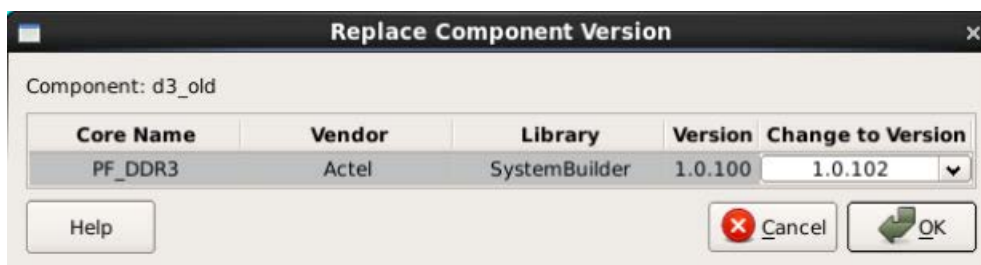 Replace Component Version
Component: d3_old
Core Name Vendor Library Version Change to Version
PF_DDR3 Actel SystemBuilder 1.0.100 1.0.102
Help Cancel OK